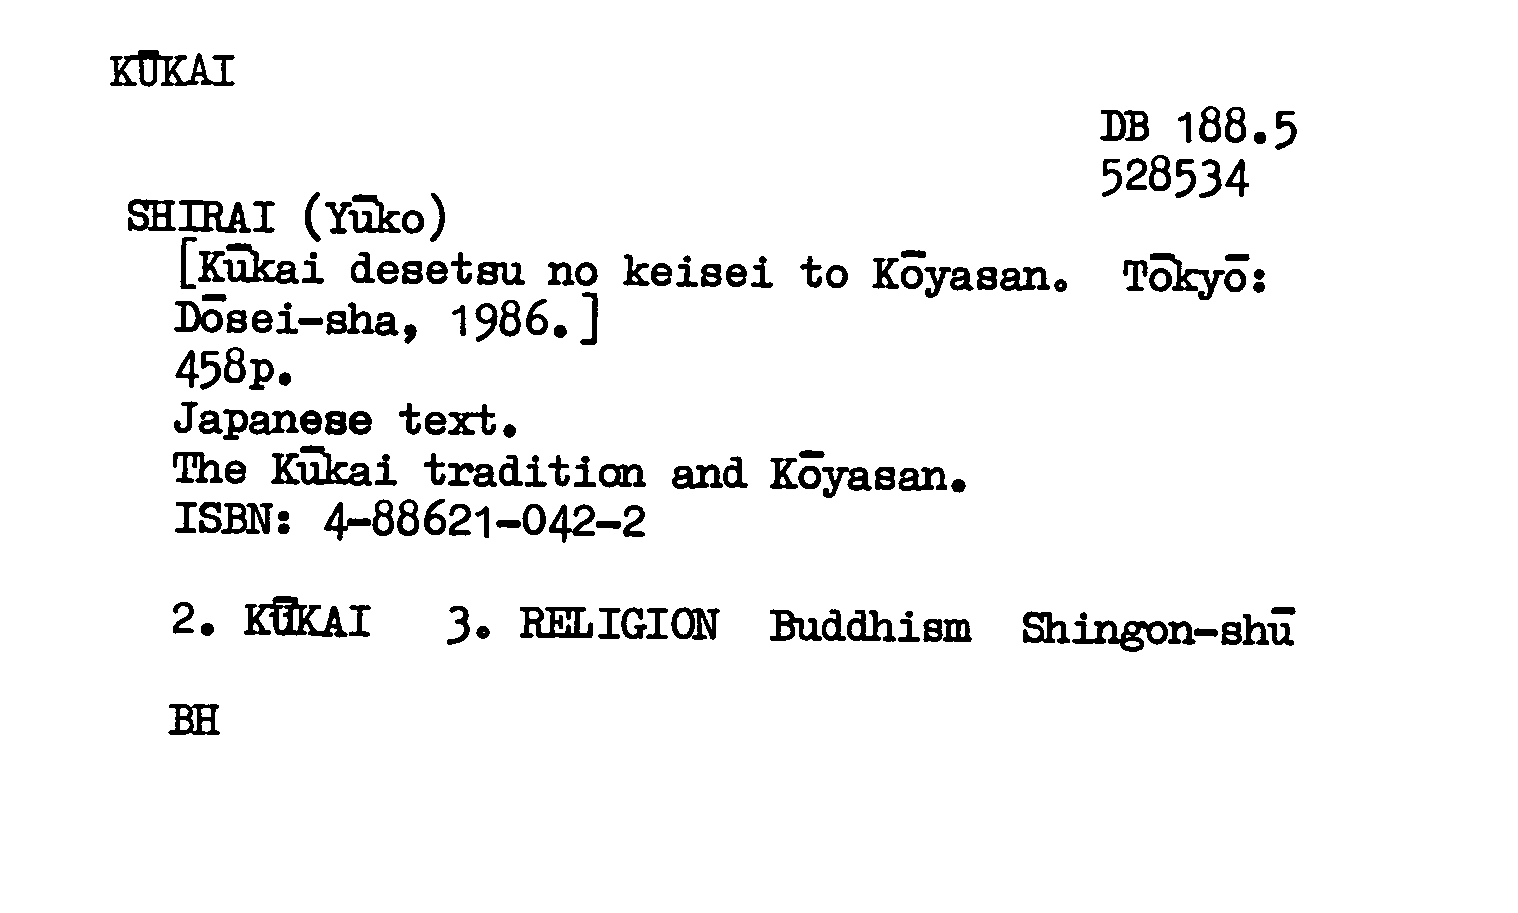 KŪKAI
DB 188.5
528534
SHIRAI (Yūko)
[Kūkai desetsu no keisei to Kōyasan. Tōkyō:
Dōsei-sha, 1986.]
458p.
Japanese text.
The Kūkai tradition and Kōyasan.
ISBN: 4-88621-042-2
2. KŪKAI 3. RELIGION Buddhism Shingon-shū
BH